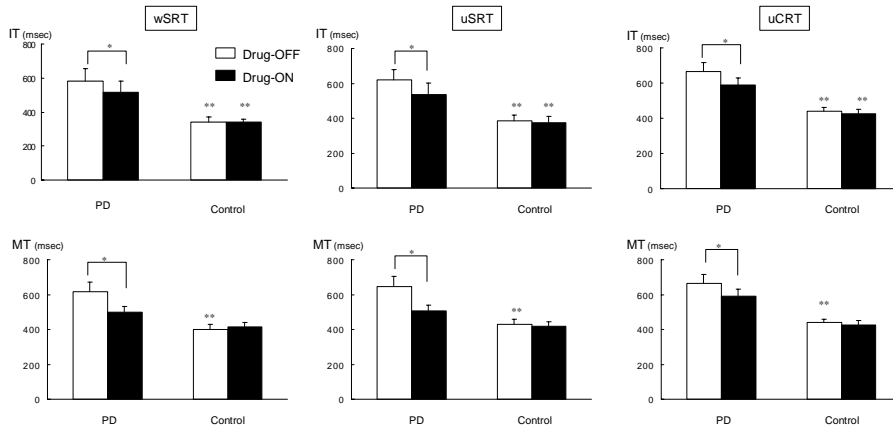 wSRT
uSRT
uCRT
IT (msec)
800
600
400
200
0
*
** **
Drug-OFF
Drug-ON
PD
Control
IT (msec)
800
600
400
200
0
*
** **
PD
Control
IT (msec)
800
600
400
200
0
*
** **
PD
Control
MT (msec)
800
600
400
200
0
*
**
PD
Control
MT (msec)
800
600
400
200
0
*
**
PD
Control
MT (msec)
800
600
400
200
0
*
**
PD
Control